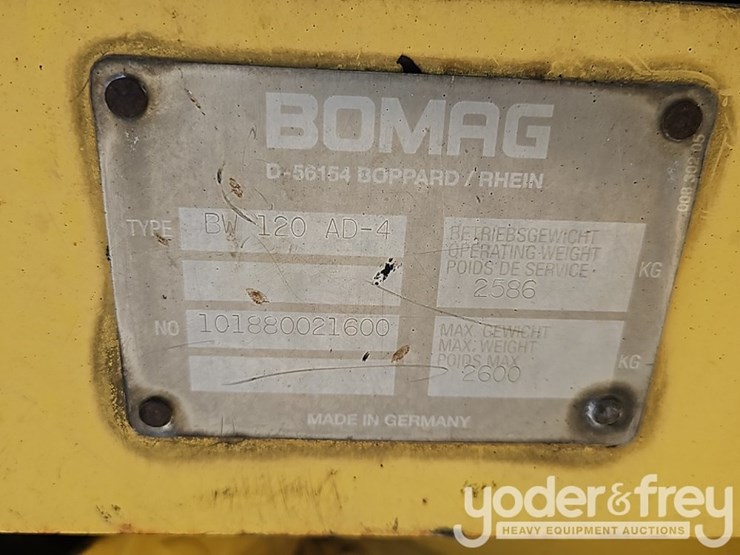 BOMAG
D-56154 BOPPARD / RHEIN
TYPE BW 120 AD-4
BETRIEBSGEWICHT
OPERATING-WEIGHT
POIDS DE SERVICE
2586 KG
NO 101880021600
MAX. GEWICHT
MAX. WEIGHT
POIDS MAX
2600 KG
MADE IN GERMANY
yoder&frey
HEAVY EQUIPMENT AUCTIONS